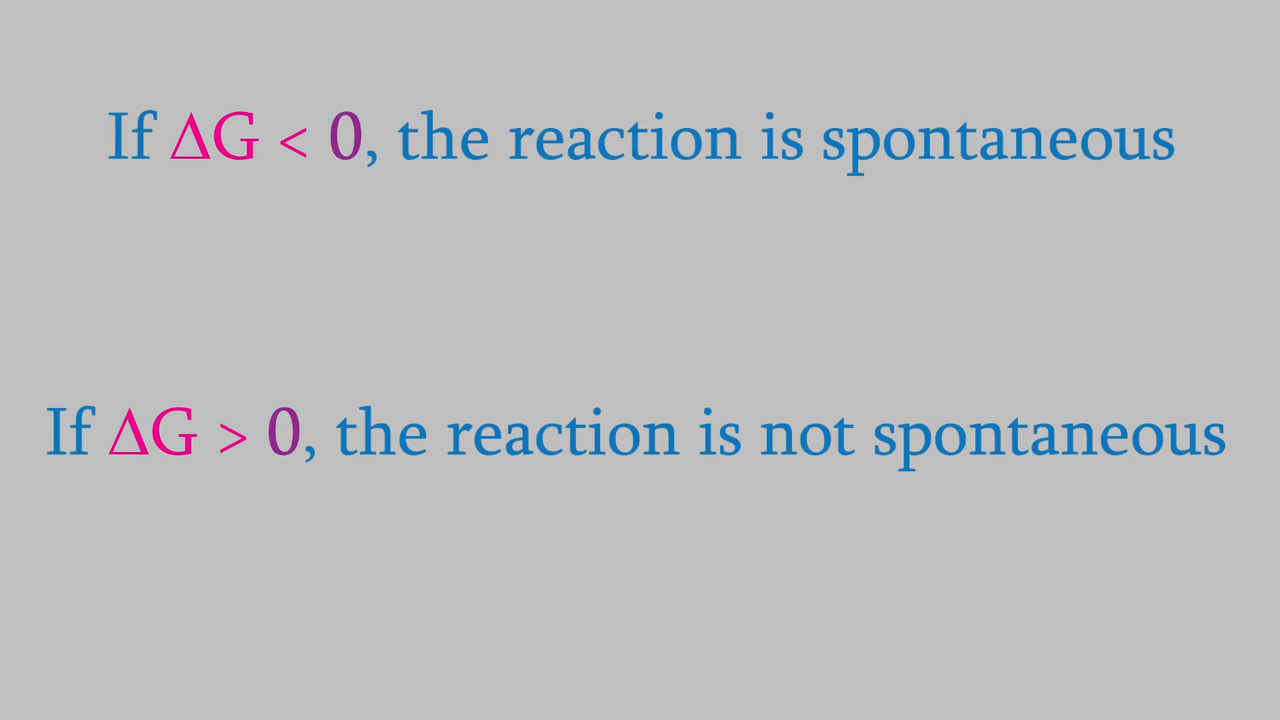 If ΔG < 0, the reaction is spontaneous
If ΔG > 0, the reaction is not spontaneous